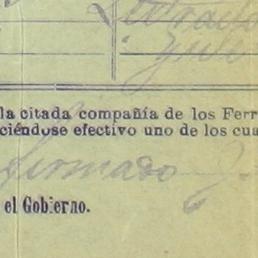 la citada compañía de los Ferr
ciéndose efectivo uno de los cua
firmado
el Gobierno.